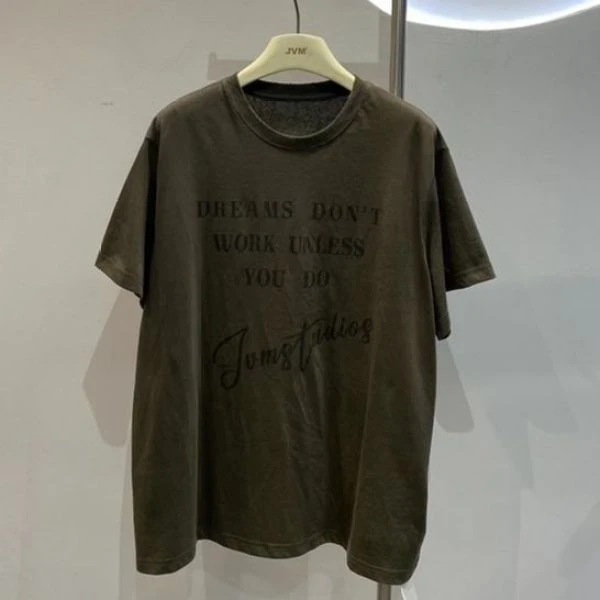 JVM
DREAMS DON'T
WORK UNLESS
YOU DO
Jvmstudios